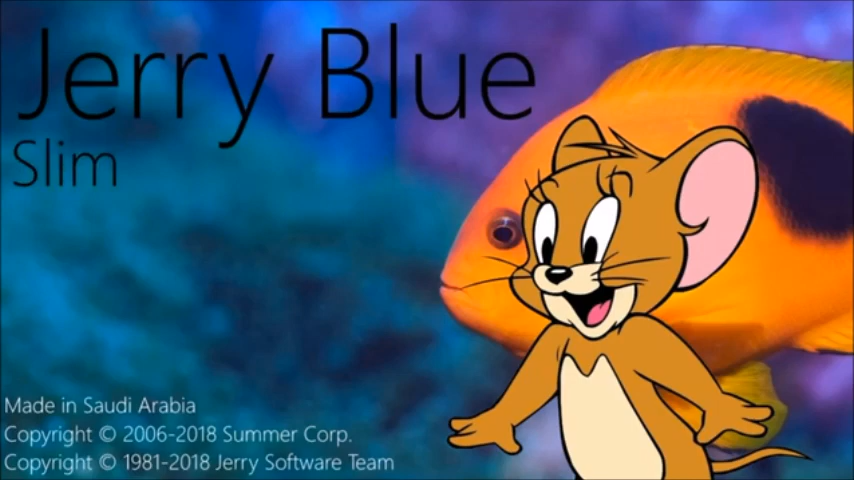 Jerry Blue
Slim
Made in Saudi Arabia
Copyright © 2006-2018 Summer Corp.
Copyright © 1981-2018 Jerry Software Team